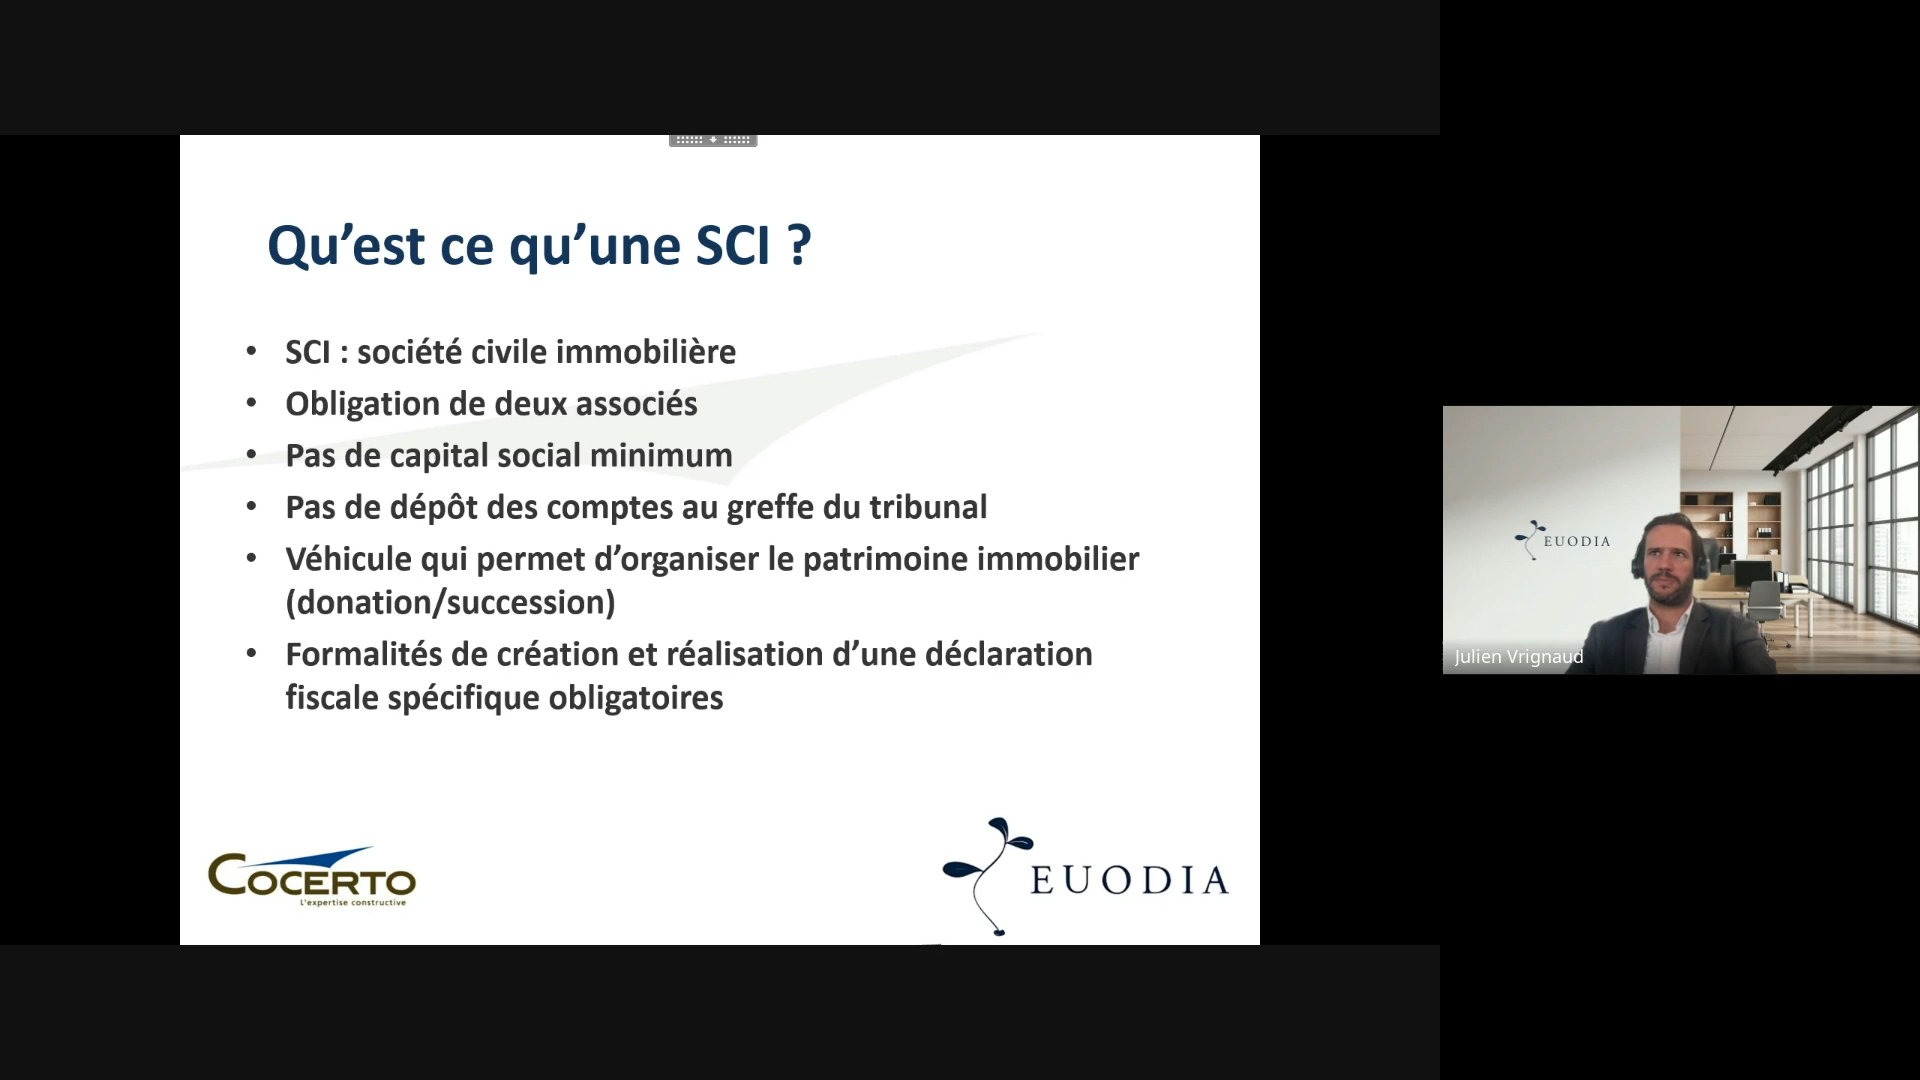 Qu’est ce qu’une SCI ?
• SCI : société civile immobilière
• Obligation de deux associés
• Pas de capital social minimum
• Pas de dépôt des comptes au greffe du tribunal
• Véhicule qui permet d’organiser le patrimoine immobilier
(donation/succession)
• Formalités de création et réalisation d’une déclaration
fiscale spécifique obligatoires
COCERTO
L'expertise constructive
EUODIA
EUODIA
Julien Vrignaud